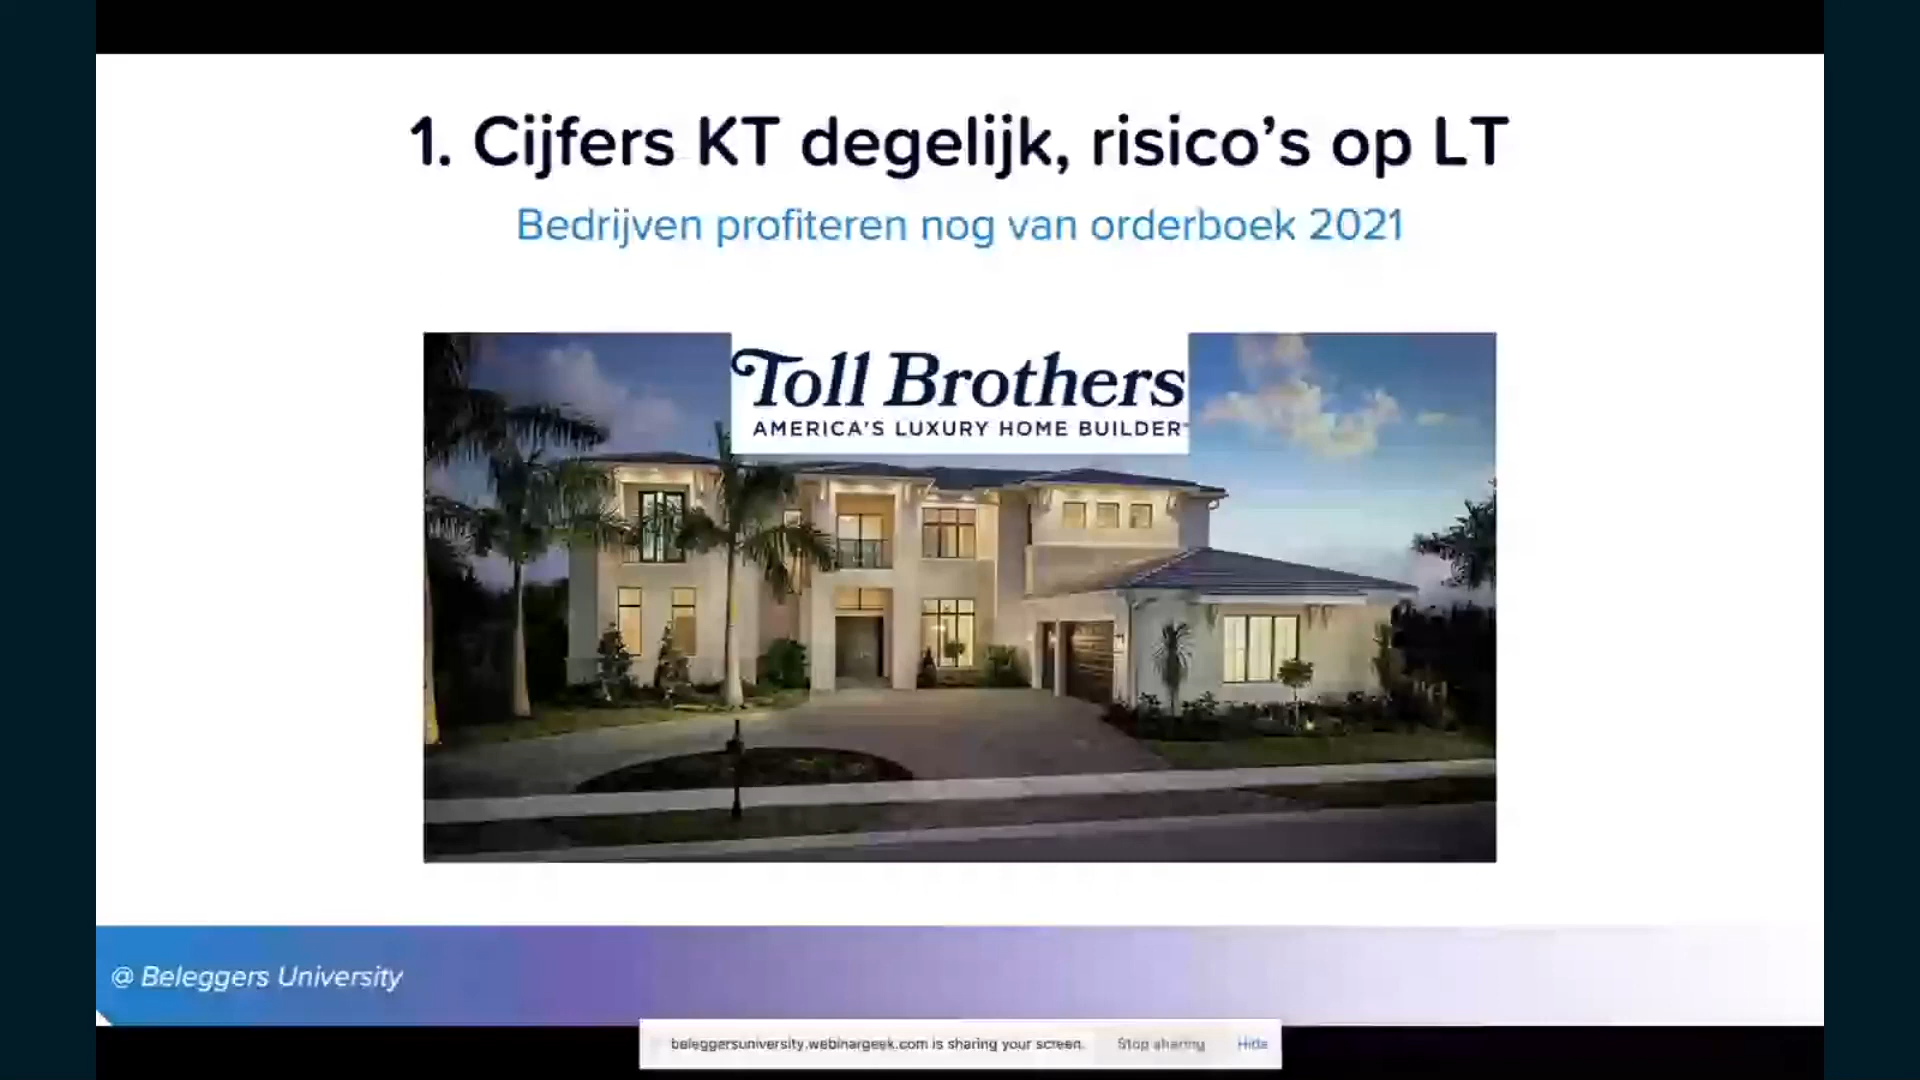 1. Cijfers KT degelijk, risico's op LT
Bedrijven profiteren nog van orderboek 2021
Toll Brothers
AMERICA'S LUXURY HOME BUILDER
@ Beleggers University
beleggersuniversity.webinargeek.com is sharing your screen. Stop sharing Hide